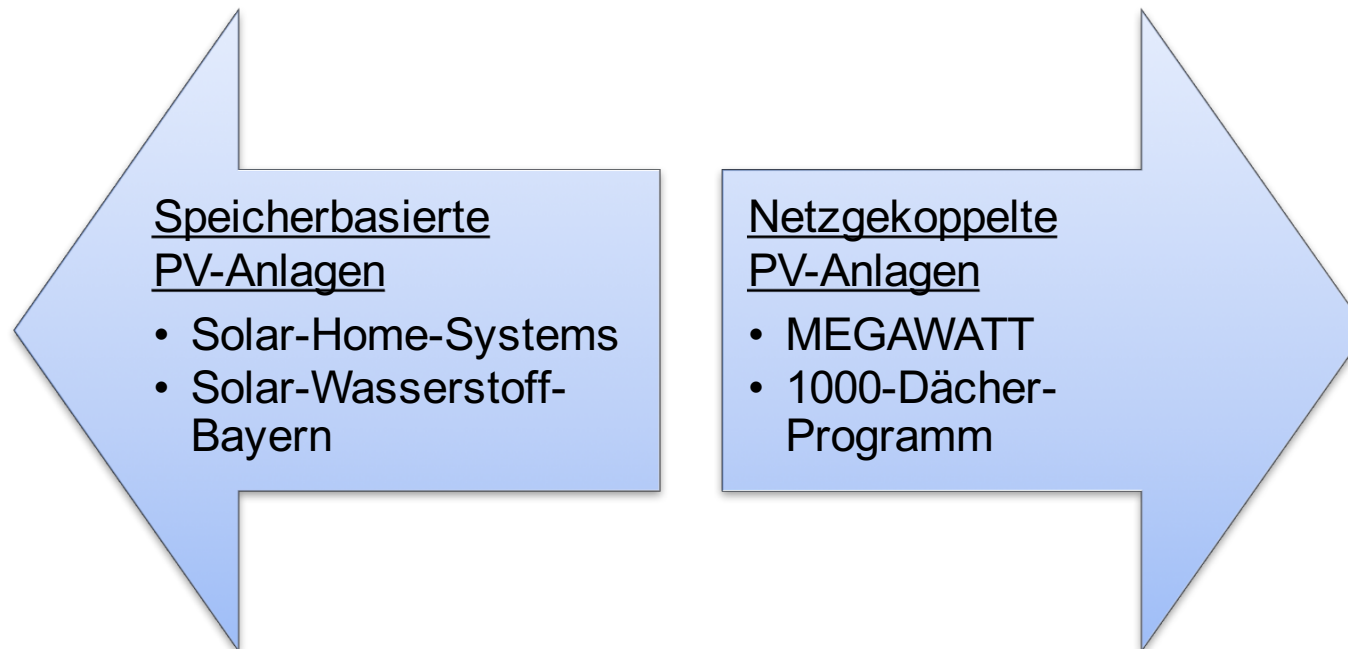 Speicherbasierte
PV-Anlagen
• Solar-Home-Systems
• Solar-Wasserstoff-
Bayern
Netzgekoppelte
PV-Anlagen
• MEGAWATT
• 1000-Dächer-
Programm